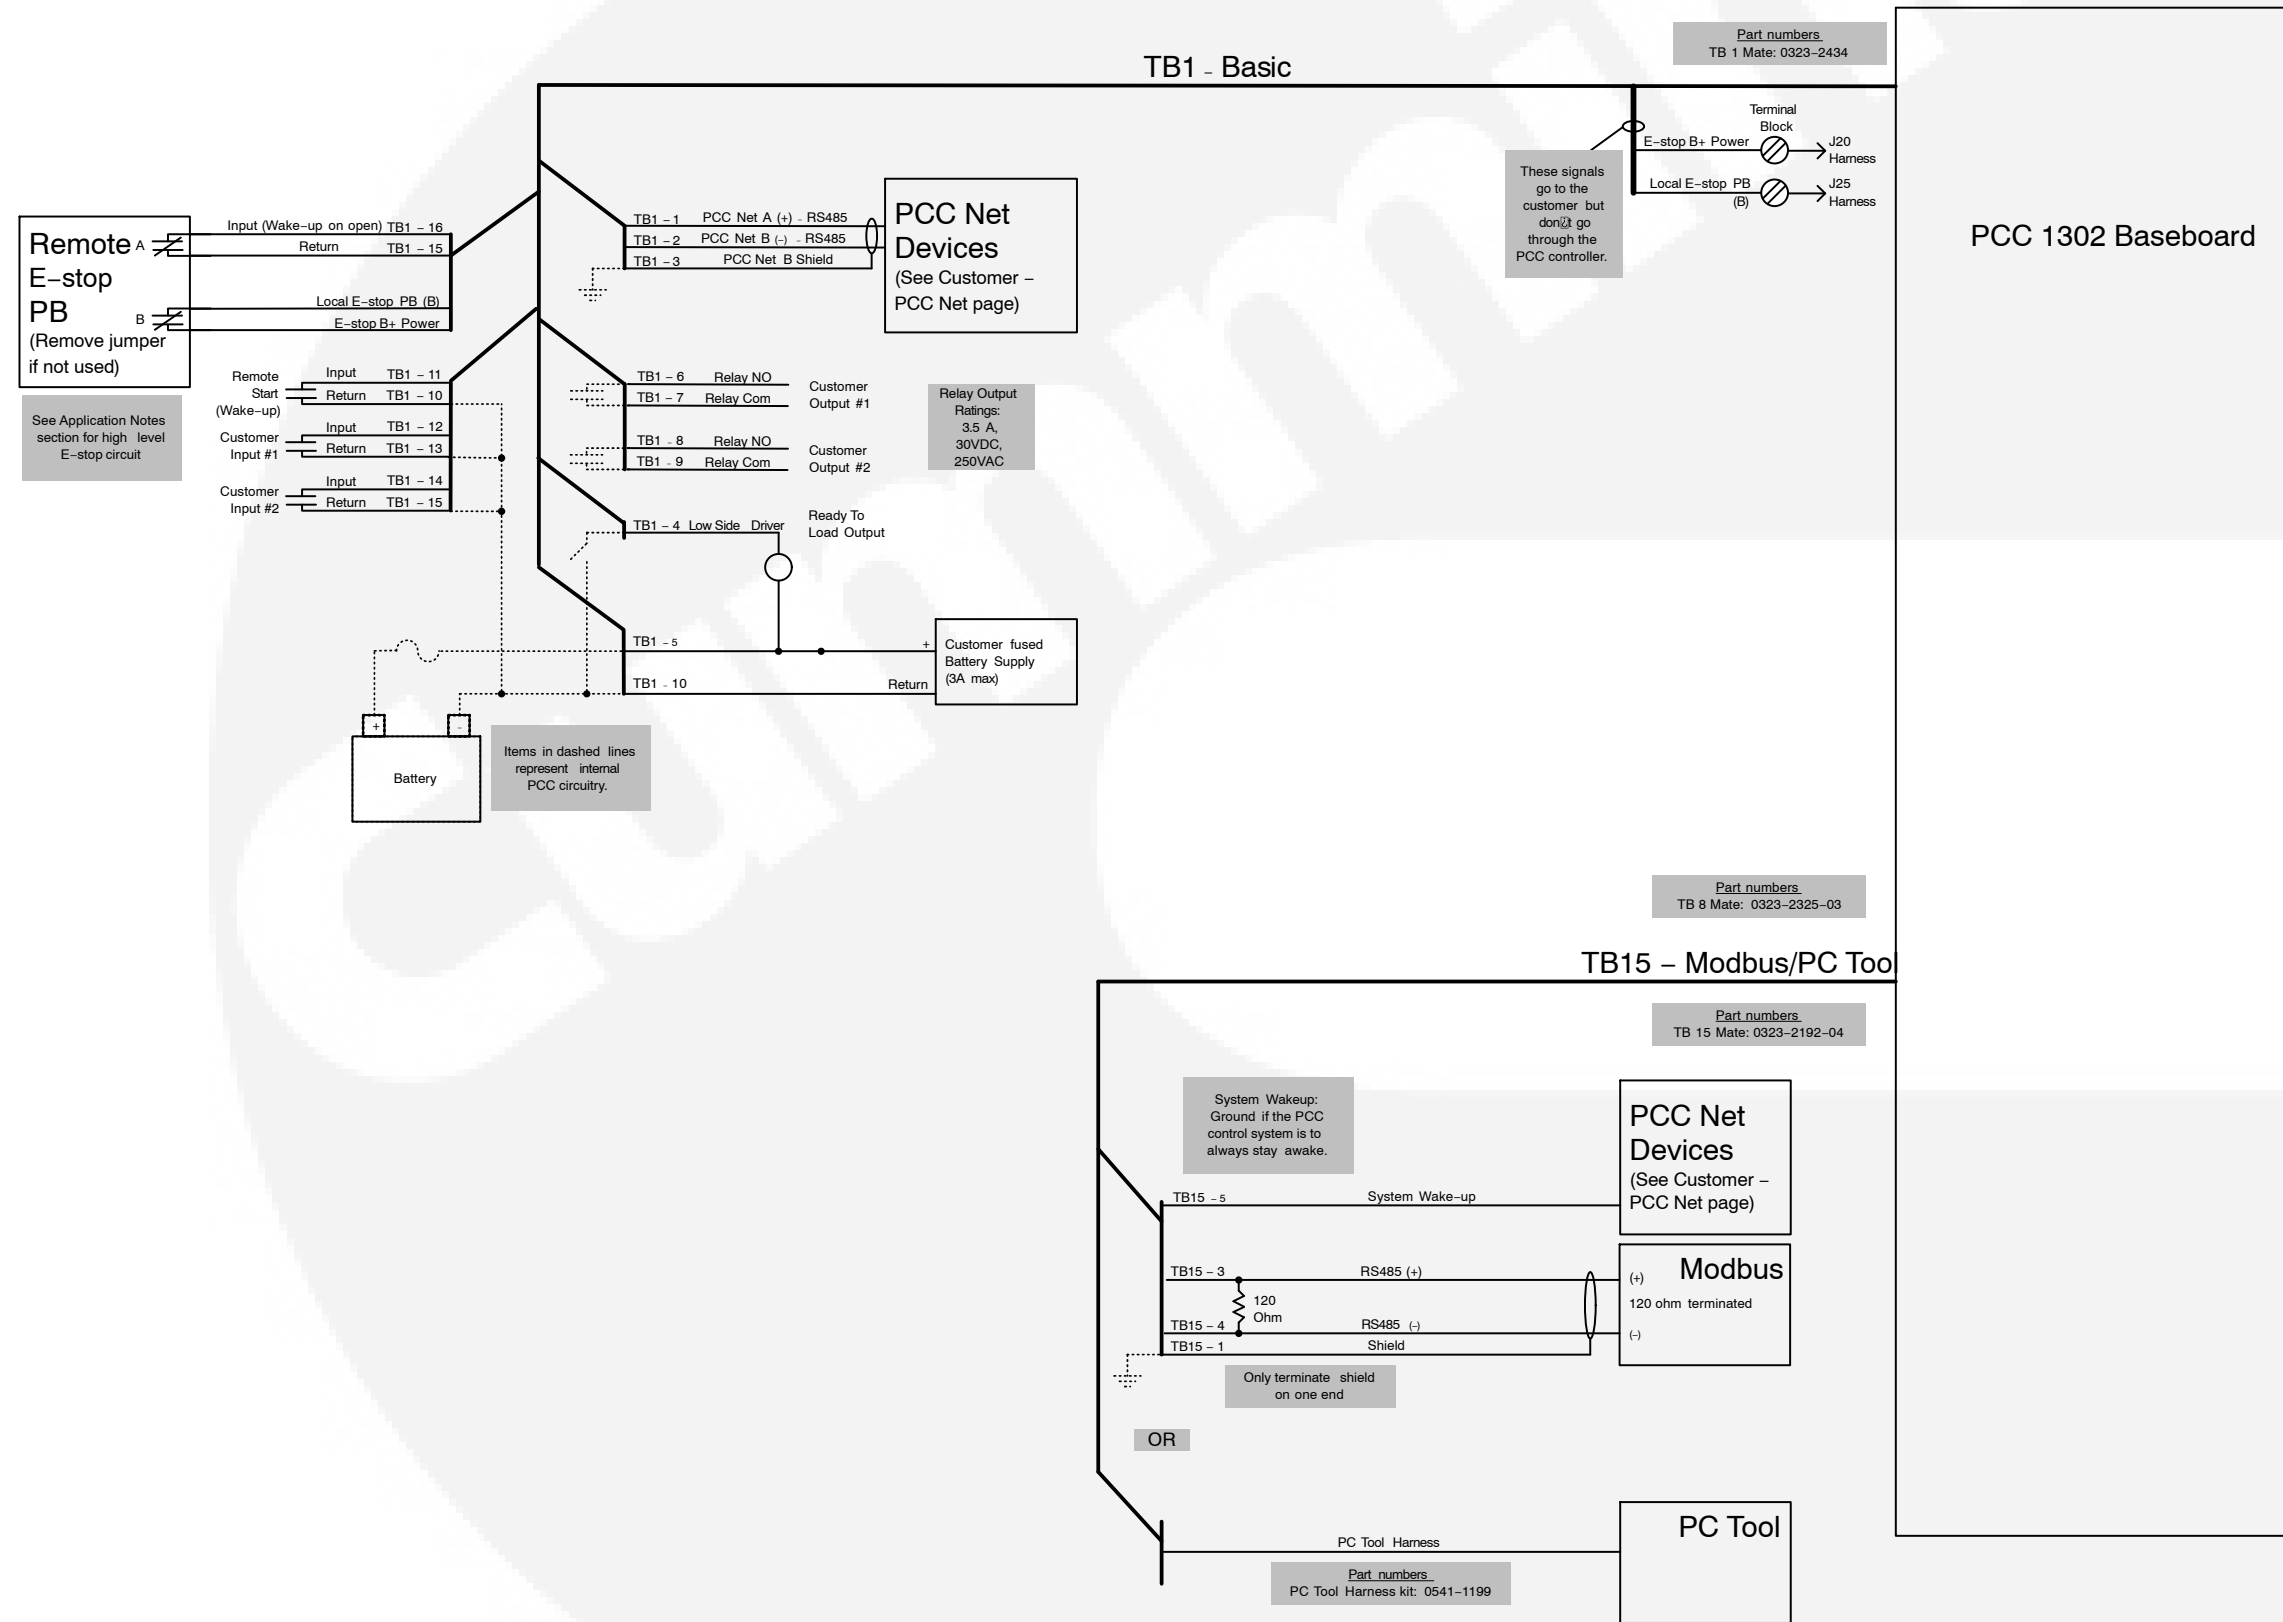 Part numbers
TB 1 Mate: 0323-2434
TB1 - Basic
Terminal
Block
E-stop B+ Power
J20
Harness
Local E-stop PB
(B)
J25
Harness
These signals
go to the
customer but
go
through the
PCC controller.
PCC 1302 Baseboard
Remote
E-stop
PB
(Remove jumper
if not used)
A
B
Input (Wake-up on open) TB1 - 16
Return TB1 - 15
Local E-stop PB (B)
E-stop B+ Power
See Application Notes
section for high level
E-stop circuit
TB1 - 1 PCC Net A (+) - RS485
TB1 - 2 PCC Net B (-) - RS485
TB1 - 3 PCC Net B Shield
PCC Net
Devices
(See Customer -
PCC Net page)
Remote
Start
(Wake-up)
Input TB1 - 11
Return TB1 - 10
Customer
Input #1
Input TB1 - 12
Return TB1 - 13
Customer
Input #2
Input TB1 - 14
Return TB1 - 15
TB1 - 6 Relay NO
TB1 - 7 Relay Com
Customer
Output #1
TB1 - 8 Relay NO
TB1 - 9 Relay Com
Customer
Output #2
Relay Output
Ratings:
3.5 A,
30VDC,
250VAC
TB1 - 4 Low Side Driver
Ready To
Load Output
TB1 - 5
+
TB1 - 10
Return
Customer fused
Battery Supply
(3A max)
+
-
Battery
Items in dashed lines
represent internal
PCC circuitry.
Part numbers
TB 8 Mate: 0323-2325-03
TB15 - Modbus/PC Tool
Part numbers
TB 15 Mate: 0323-2192-04
System Wakeup:
Ground if the PCC
control system is to
always stay awake.
TB15 - 5 System Wake-up
PCC Net
Devices
(See Customer -
PCC Net page)
TB15 - 3 RS485 (+)
120
Ohm
TB15 - 4 RS485 (-)
TB15 - 1 Shield
(+) Modbus
120 ohm terminated
(-)
Only terminate shield
on one end
OR
PC Tool Harness
PC Tool
Part numbers
PC Tool Harness kit: 0541-1199
Cummins